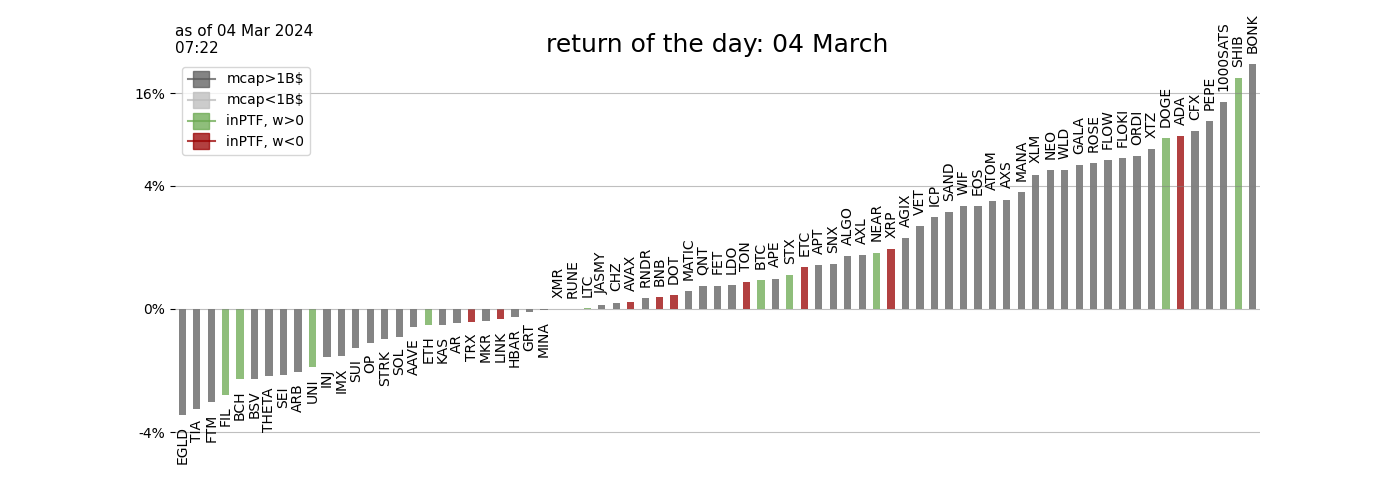 as of 04 Mar 2024
07:22
return of the day: 04 March
mcap>1B$
mcap<1B$
inPTF, w>0
inPTF, w<0
16%
4%
0%
-4%
EGLD
TIA
FTM
FIL
BCH
BSV
THETA
SEI
ARB
UNI
INJ
IMX
SUI
OP
STRK
SOL
AAVE
ETH
KAS
AR
TRX
MKR
LINK
HBAR
GRT
MINA
XMR
RUNE
LTC
JASMY
CHZ
AVAX
RNDR
BNB
DOT
MATIC
QNT
FET
LDO
TON
BTC
APE
STX
ETC
APT
SNX
ALGO
AXL
NEAR
XRP
AGIX
VET
ICP
SAND
WIF
EOS
ATOM
AXS
MANA
XLM
NEO
WLD
GALA
ROSE
FLOW
FLOKI
ORDI
XTZ
DOGE
ADA
CFX
PEPE
1000SATS
SHIB
BONK